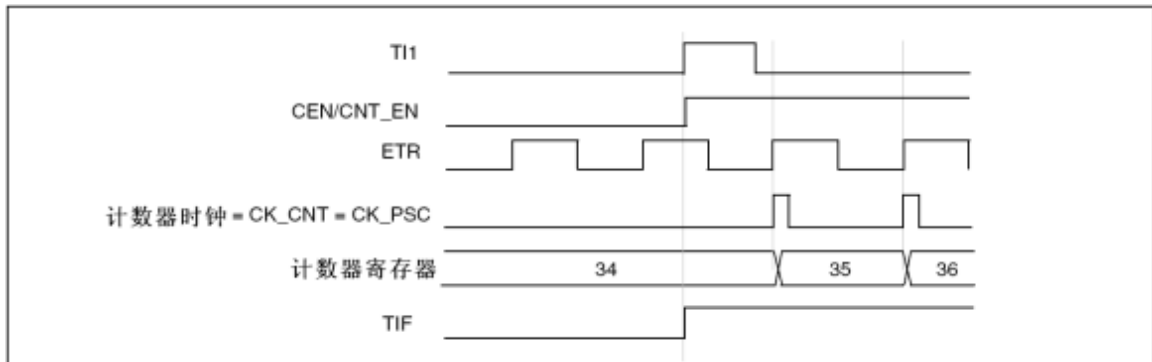 TI1
CEN/CNT_EN
ETR
计数器时钟 = CK_CNT = CK_PSC
计数器寄存器 34 35 36
TIF